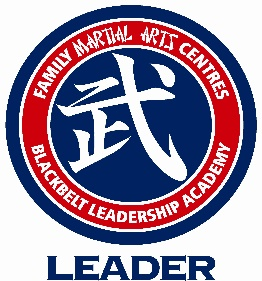 FAMILY MARTIAL ARTS CENTRES
武
BLACKBELT LEADERSHIP ACADEMY
LEADER